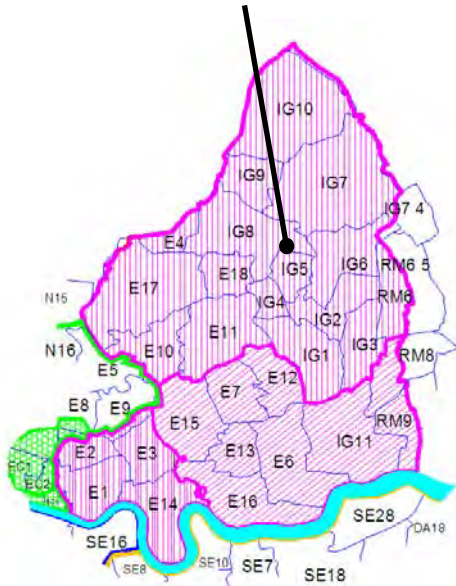 IG10
IG9
IG7
IG7 4
IG8
E4
IG5
IG6
RM6 5
E18
E17
N15
IG4
RM6
IG2
N16
E11
E10
IG1
IG3
RM8
E5
E7
E12
E8
E9
E15
RM9
IG11
E2
E3
E13
E6
EC1
EC2
E1
E14
E16
SE28
DA18
SE16
SE8
SE10
SE7
SE18